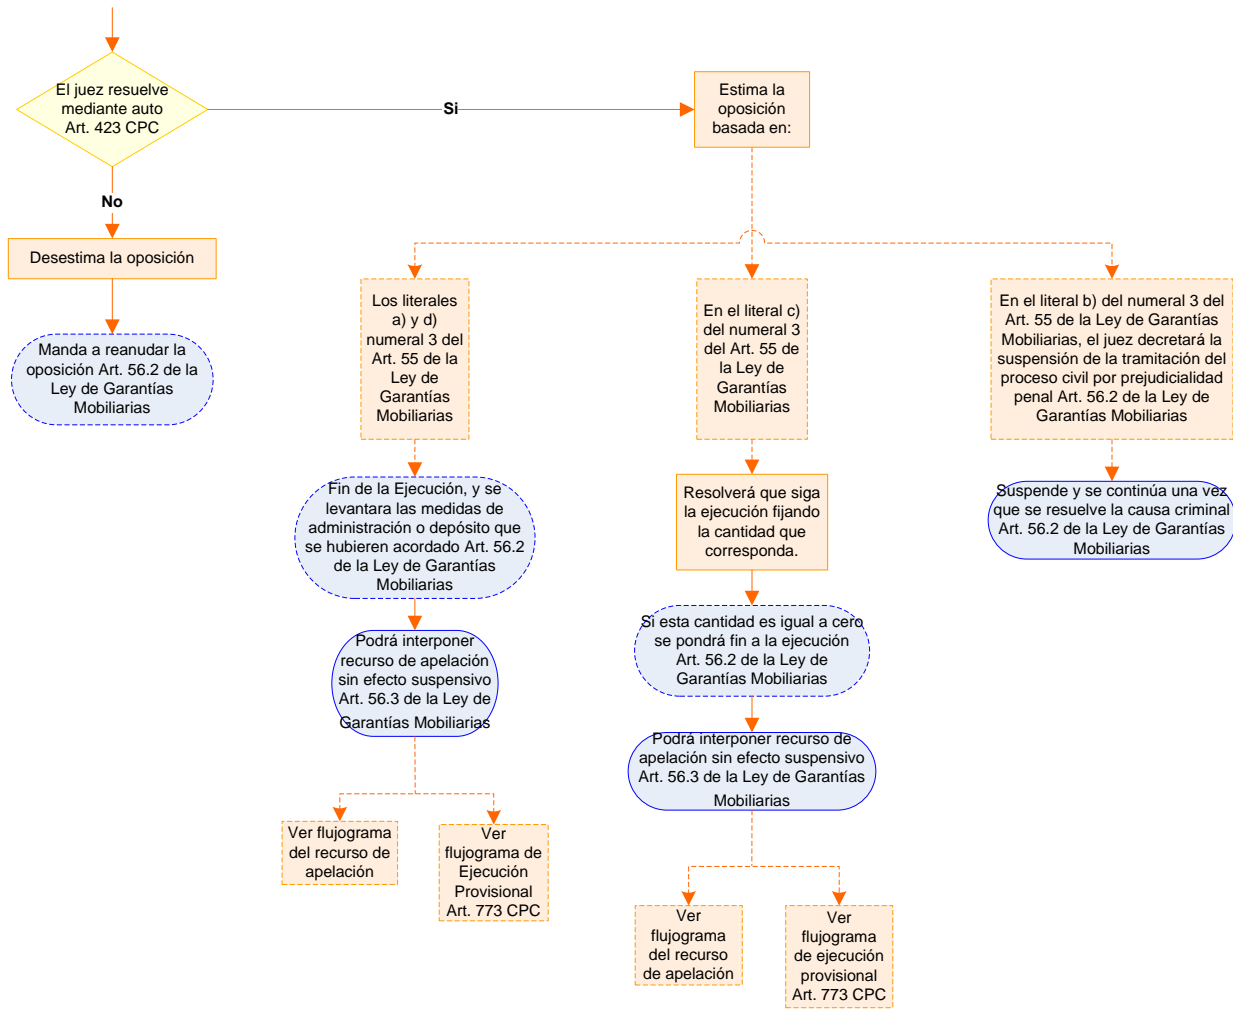 El juez resuelve
mediante auto
Art. 423 CPC
Si
Estima la
oposición
basada en:
No
Desestima la oposición
Manda a reanudar la
oposición Art. 56.2 de la
Ley de Garantías
Mobiliarias
Los literales
a) y d)
numeral 3 del
Art. 55 de la
Ley de
Garantías
Mobiliarias
En el literal c)
del numeral 3
del Art. 55 de
la Ley de
Garantías
Mobiliarias
En el literal b) del numeral 3 del
Art. 55 de la Ley de Garantías
Mobiliarias, el juez decretará la
suspensión de la tramitación del
proceso civil por prejudicialidad
penal Art. 56.2 de la Ley de
Garantías Mobiliarias
Fin de la Ejecución, y se
levantara las medidas de
administración o depósito que
se hubieren acordado Art. 56.2
de la Ley de Garantías
Mobiliarias
Resolverá que siga
la ejecución fijando
la cantidad que
corresponda.
Suspende y se continúa una vez
que se resuelve la causa criminal
Art. 56.2 de la Ley de Garantías
Mobiliarias
Si esta cantidad es igual a cero
se pondrá fin a la ejecución
Art. 56.2 de la Ley de
Garantías Mobiliarias
Podrá interponer
recurso de apelación
sin efecto suspensivo
Art. 56.3 de la Ley de
Garantías Mobiliarias
Podrá interponer recurso de
apelación sin efecto suspensivo
Art. 56.3 de la Ley de Garantías
Mobiliarias
Ver flujograma
del recurso de
apelación
Ver
flujograma de
Ejecución
Provisional
Art. 773 CPC
Ver
flujograma
del recurso
de apelación
Ver
flujograma
de ejecución
provisional
Art. 773 CPC